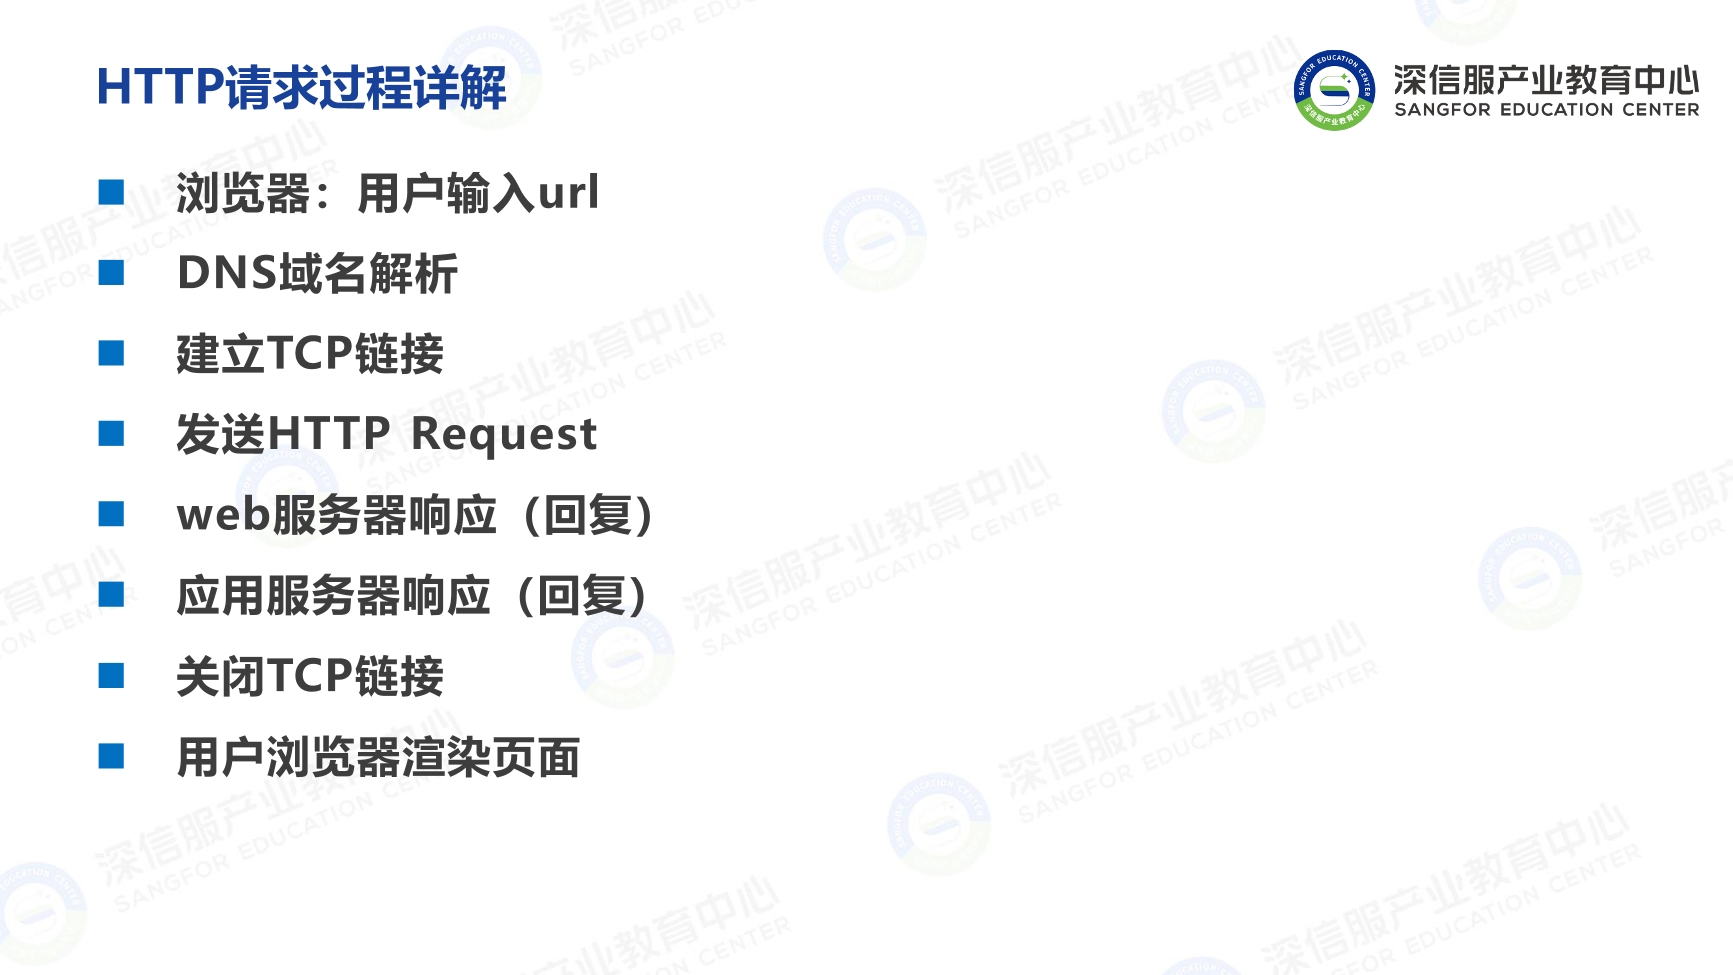 HTTP请求过程详解
深信服产业教育中心
SANGFOR EDUCATION CENTER
浏览器：用户输入url
DNS域名解析
建立TCP链接
发送HTTP Request
web服务器响应（回复）
应用服务器响应（回复）
关闭TCP链接
用户浏览器渲染页面